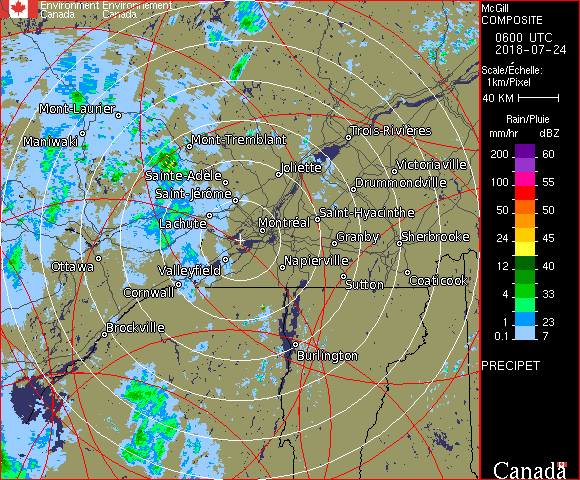 Environment Environnement
Canada Canada
Mont-Laurier
Maniwaki
Mont-Tremblant
Trois-Rivières
Joliette
Victoriaville
Sainte-Adèle
Drummondville
Saint-Jérôme
Saint-Hyacinthe
Lachute
Montréal
Granby
Sherbrooke
Ottawa
Valleyfield
Napierville
Cornwall
Sutton
Coaticook
Brockville
Burlington
McGill
COMPOSITE
0600 UTC
2018-07-24
Scale/Échelle:
1km/Pixel
40 KM
Rain/Pluie
mm/hr dBZ
200 60
100 55
50 50
24 45
12 40
4 33
1 23
0.1 7
PRECIPET
Canada